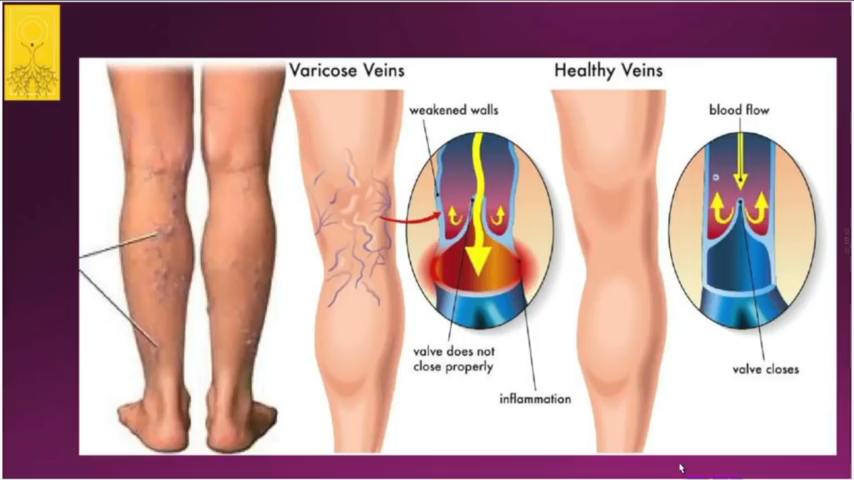 Varicose Veins
Healthy Veins
weakened walls
blood flow
valve does not
close properly
valve closes
inflammation